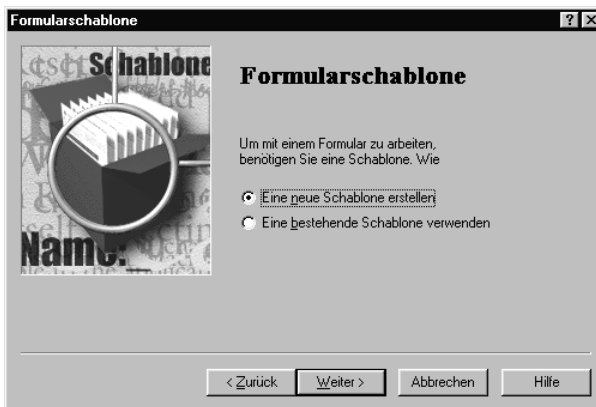 Formularschablone
Schablone
Name:_
Formularschablone
Um mit einem Formular zu arbeiten,
benötigen Sie eine Schablone. Wie
Eine neue Schablone erstellen
Eine bestehende Schablone verwenden
< Zurück
Weiter >
Abbrechen
Hilfe